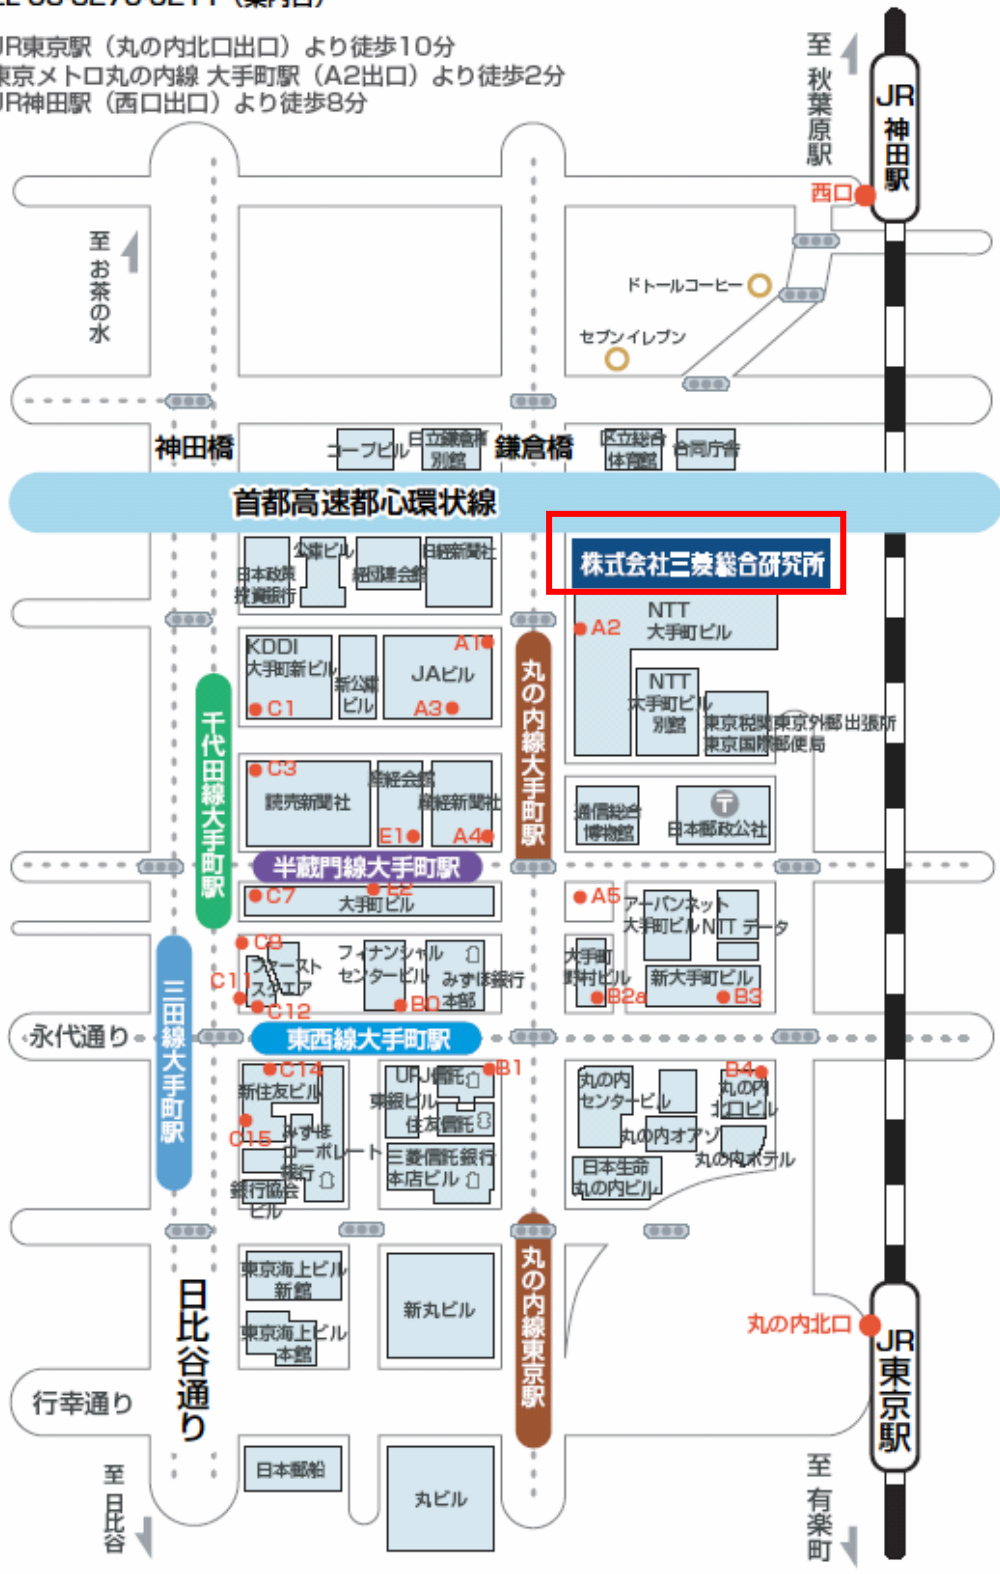 JR東京駅（丸の内北口出口）より徒歩10分
東京メトロ丸の内線 大手町駅（A2出口）より徒歩2分
JR神田駅（西口出口）より徒歩8分
至 秋葉原駅
JR 神田駅
西口
至 お茶の水
ドトールコーヒー
セブンイレブン
神田橋
コープビル
日立鎌倉橋
別館
鎌倉橋
区立総合
体育館
合同庁舎
首都高速都心環状線
日本政策
投資銀行
公庫ビル
経団連会館
日経新聞社
株式会社三菱総合研究所
NTT
大手町ビル
A2
KDDI
大手町新ビル
C1
新公庫
ビル
A1
JAビル
A3
丸の内線大手町駅
NTT
大手町ビル
別館
東京税関東京外郵出張所
東京国際郵便局
千代田線大手町駅
C3
読売新聞社
産経会館
E1
産経新聞社
A4
通信総合
博物館
〒
日本郵政公社
半蔵門線大手町駅
C7
E2
大手町ビル
A5
アーバンネット
大手町ビル
NTT データ
C8
ファースト
スクエア
C11
C12
フィナンシャル
センタービル
B0
みずほ銀行
本部
大手町
野村ビル
B2a
新大手町ビル
B3
三田線大手町駅
永代通り
東西線大手町駅
C14
新住友ビル
C15
みずほ
コーポレート
銀行
銀行協会
ビル
UFJ信託
B1
東銀ビル
住友信託
三菱信託銀行
本店ビル
丸の内
センタービル
丸の内オアゾ
B4
丸の内
北口ビル
丸の内ホテル
日本生命
丸の内ビル
東京海上ビル
新館
東京海上ビル
本館
新丸ビル
丸の内線東京駅
丸の内北口
JR 東京駅
日比谷通り
行幸通り
日本郵船
丸ビル
至 日比谷
至 有楽町